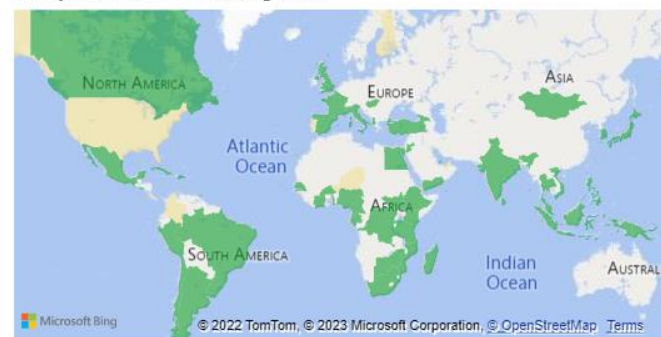 NORTH AMERICA
EUROPE
ASIA
Atlantic
Ocean
AFRICA
SOUTH AMERICA
Indian
Ocean
AUSTRAL
Microsoft Bing
© 2022 TomTom, © 2023 Microsoft Corporation, © OpenStreetMap Terms